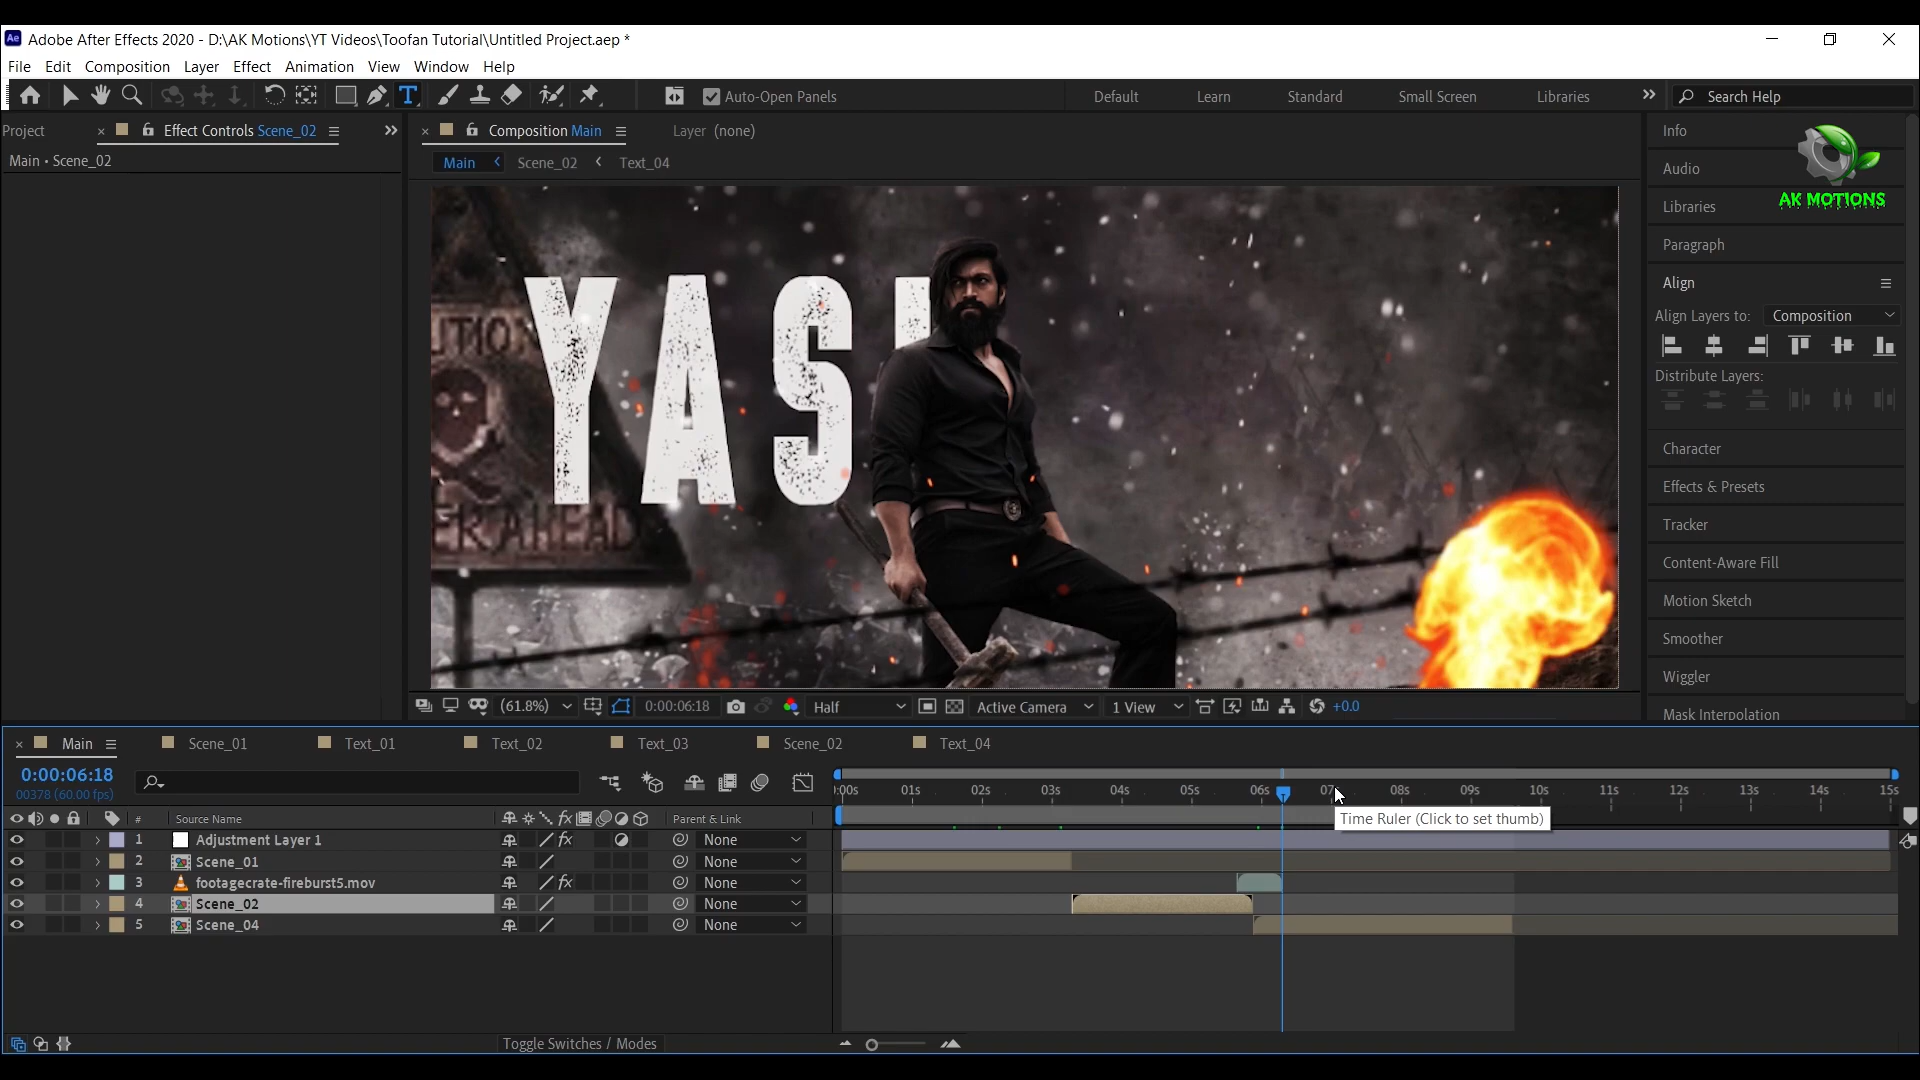 Adobe After Effects 2020 - D:\AK Motions\YT Videos\Toofan Tutorial\Untitled Project.aep *
File Edit Composition Layer Effect Animation View Window Help
Auto-Open Panels Default Learn Standard Small Screen Libraries Search Help
Project Effect Controls Scene_02 Composition Main Layer (none) Info
Main • Scene_02 Main Scene_02 Text_04
AK MOTIONS
Audio
Libraries
Paragraph
Align
Align Layers to: Composition
Distribute Layers:
Character
Effects & Presets
Tracker
Content-Aware Fill
Motion Sketch
Smoother
Wiggler
Mask Interpolation
YAS
AHEAD
(61.8%) 0:00:06:18 Half Active Camera 1 View +0.0
Main Scene_01 Text_01 Text_02 Text_03 Scene_02 Text_04
0:00:06:18
00378 (60.00 fps)
:00s 01s 02s 03s 04s 05s 06s 07s 08s 09s 10s 11s 12s 13s 14s 15s
# Source Name fx Parent & Link
Time Ruler (Click to set thumb)
1 Adjustment Layer 1 fx None
2 Scene_01 None
3 footagecrate-fireburst5.mov fx None
4 Scene_02 None
5 Scene_04 None
Toggle Switches / Modes